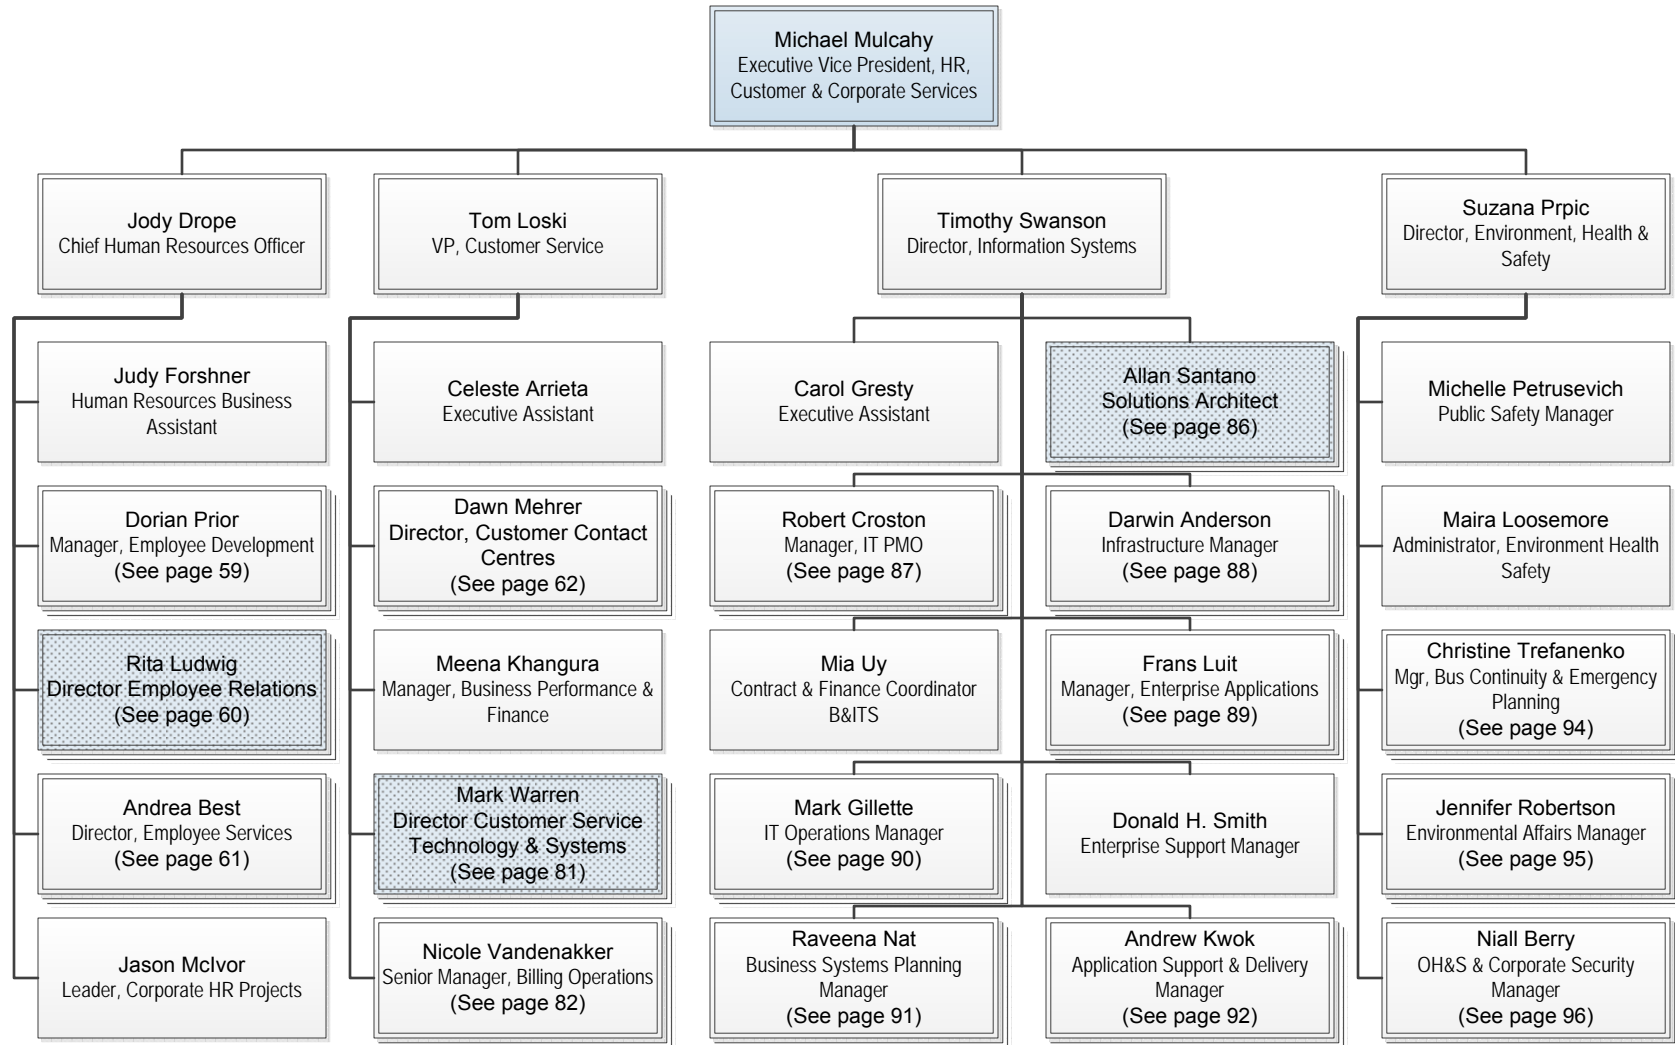 Michael Mulcahy
Executive Vice President, HR,
Customer & Corporate Services
Jody Drope
Chief Human Resources Officer
Tom Loski
VP, Customer Service
Timothy Swanson
Director, Information Systems
Suzana Prpic
Director, Environment, Health &
Safety
Judy Forshner
Human Resources Business
Assistant
Celeste Arrieta
Executive Assistant
Carol Gresty
Executive Assistant
Allan Santano
Solutions Architect
(See page 86)
Michelle Petrusevich
Public Safety Manager
Dorian Prior
Manager, Employee Development
(See page 59)
Dawn Mehrer
Director, Customer Contact
Centres
(See page 62)
Robert Croston
Manager, IT PMO
(See page 87)
Darwin Anderson
Infrastructure Manager
(See page 88)
Maira Loosemore
Administrator, Environment Health
Safety
Rita Ludwig
Director Employee Relations
(See page 60)
Meena Khangura
Manager, Business Performance &
Finance
Mia Uy
Contract & Finance Coordinator
B&ITS
Frans Luit
Manager, Enterprise Applications
(See page 89)
Christine Trefanenko
Mgr, Bus Continuity & Emergency
Planning
(See page 94)
Andrea Best
Director, Employee Services
(See page 61)
Mark Warren
Director Customer Service
Technology & Systems
(See page 81)
Mark Gillette
IT Operations Manager
(See page 90)
Donald H. Smith
Enterprise Support Manager
Jennifer Robertson
Environmental Affairs Manager
(See page 95)
Jason McIvor
Leader, Corporate HR Projects
Nicole Vandenakker
Senior Manager, Billing Operations
(See page 82)
Raveena Nat
Business Systems Planning
Manager
(See page 91)
Andrew Kwok
Application Support & Delivery
Manager
(See page 92)
Niall Berry
OH&S & Corporate Security
Manager
(See page 96)